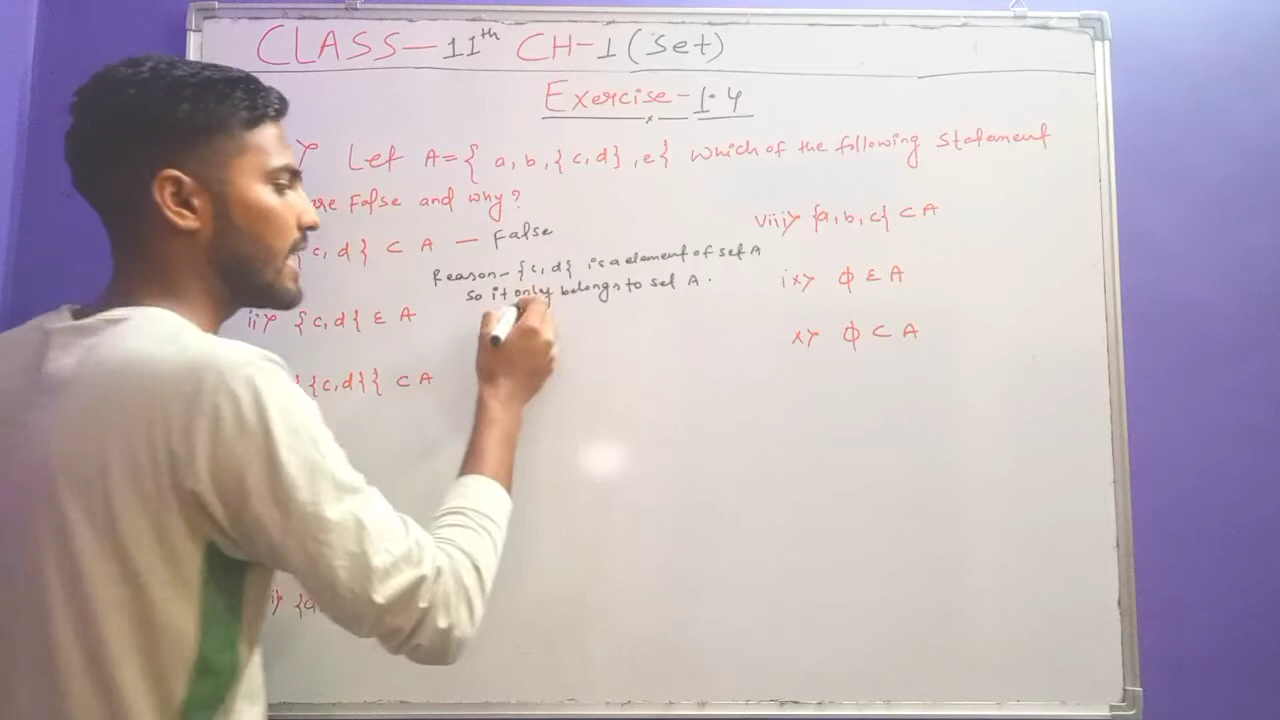 CLASS-11th CH-1(Set)
Exercise-1.4
Let A={ a, b, {c, d}, e} Which of the following statement
are False and why?
c, d} ⊂ A - False
Reason- {c, d} is a element of set A
So it only belongs to set A.
ii> {c, d{ ε A
{c, d}} ⊂ A
viii> {a, b, c} ⊂ A
ix> ϕ ε A
x> ϕ ⊂ A